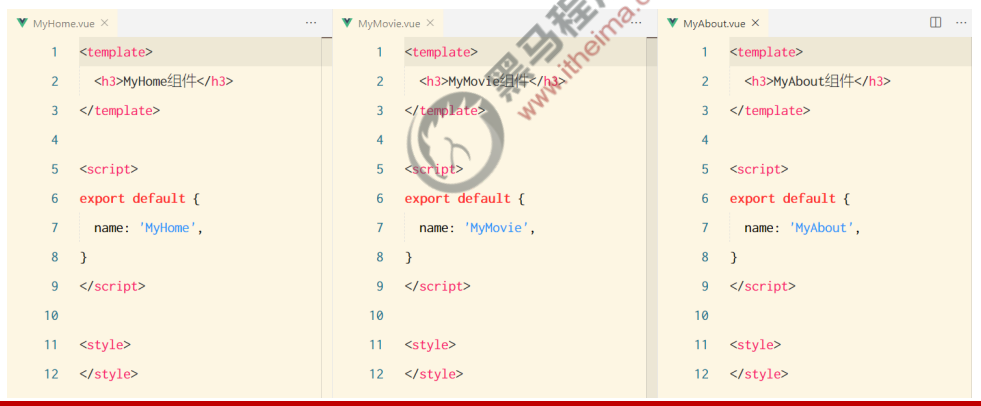 MyHome.vue
1 <template>
2 <h3>MyHome组件</h3>
3 </template>
4
5 <script>
6 export default {
7 name: 'MyHome',
8 }
9 </script>
10
11 <style>
12 </style>
MyMovie.vue
1 <template>
2 <h3>MyMovie组件</h3>
3 </template>
4
5 <script>
6 export default {
7 name: 'MyMovie',
8 }
9 </script>
10
11 <style>
12 </style>
MyAbout.vue
1 <template>
2 <h3>MyAbout组件</h3>
3 </template>
4
5 <script>
6 export default {
7 name: 'MyAbout',
8 }
9 </script>
10
11 <style>
12 </style>
黑马程
www.itheima.co